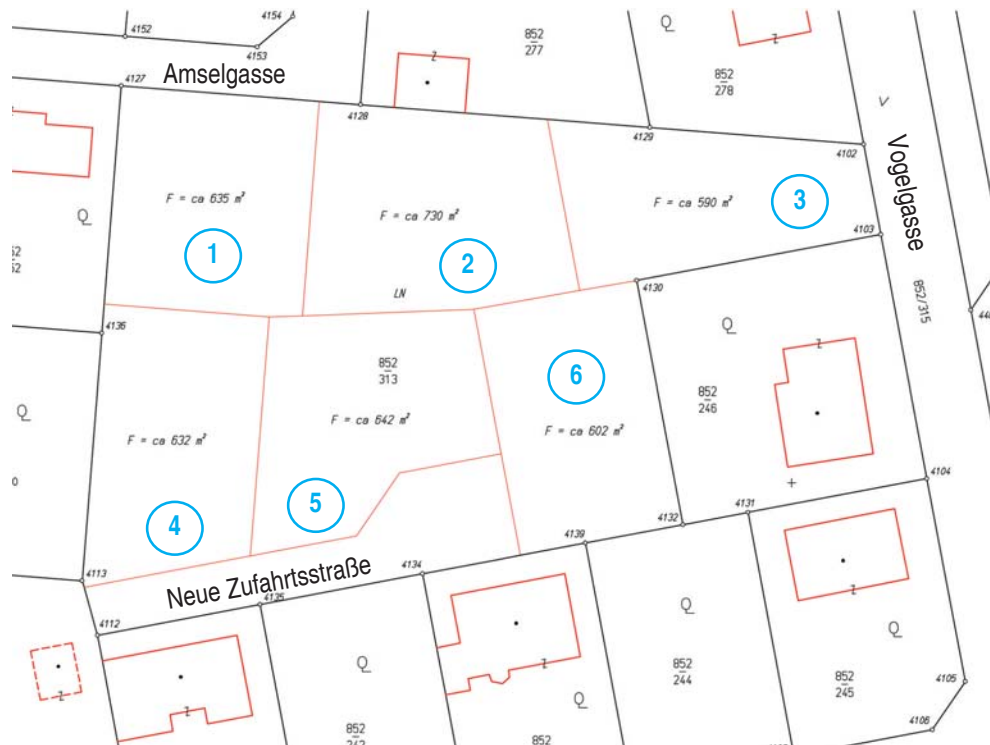 4154
4152
4153
Q
852
277
Z
Z
852
278
Amselgasse
4127
4128
4129
4102
V
Vogelgasse
F = ca 635 m²
F = ca 730 m²
F = ca 590 m²
3
Q
1
2
4103
4130
LN
852/315
4136
Q
Z
852
313
6
852
246
Q
F = ca 632 m²
F = ca 642 m²
F = ca 602 m²
4
5
4132
4131
4104
4139
4113
Neue Zufahrtsstraße
4134
4135
4112
Z
Q
Q
Z
Z
Q
852
244
852
245
4105
Z
Q
4106
852
852